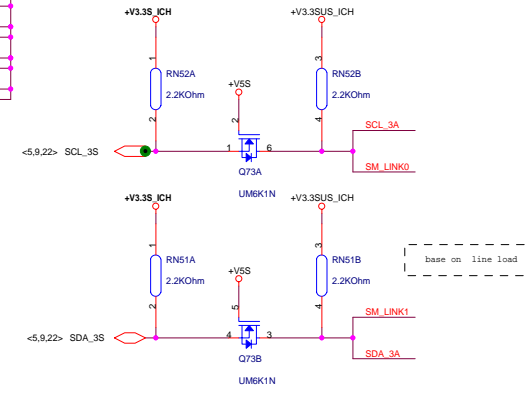 +V3.3S_ICH
+V3.3SUS_ICH
1
3
RN52A
RN52B
+V5S
2.2KOhm
2.2KOhm
2
2
4
SCL_3A
<5,9,22> SCL_3S
1
6
SM_LINK0
Q73A
UM6K1N
+V3.3S_ICH
+V3.3SUS_ICH
1
3
RN51A
RN51B
base on line load
+V5S
2.2KOhm
2.2KOhm
2
5
4
SM_LINK1
<5,9,22> SDA_3S
4
3
SDA_3A
Q73B
UM6K1N